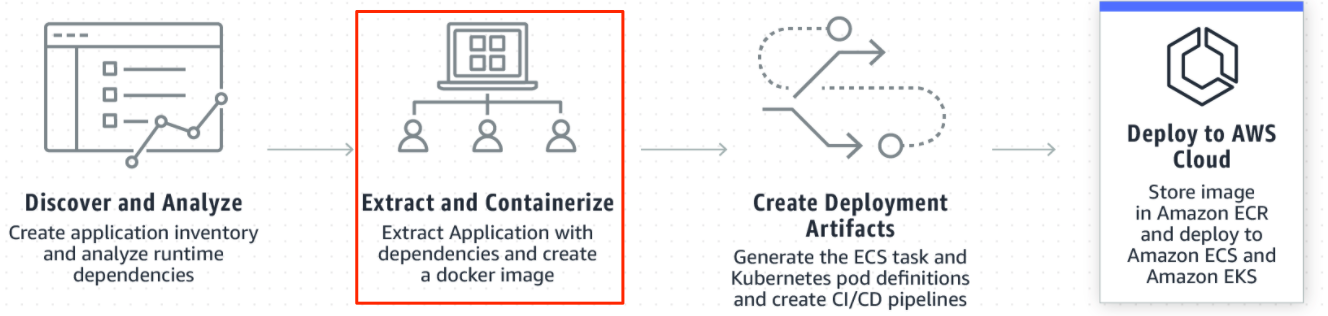 Discover and Analyze
Create application inventory
and analyze runtime
dependencies
Extract and Containerize
Extract Application with
dependencies and create
a docker image
Create Deployment
Artifacts
Generate the ECS task and
Kubernetes pod definitions
and create CI/CD pipelines
Deploy to AWS
Cloud
Store image
in Amazon ECR
and deploy to
Amazon ECS and
Amazon EKS